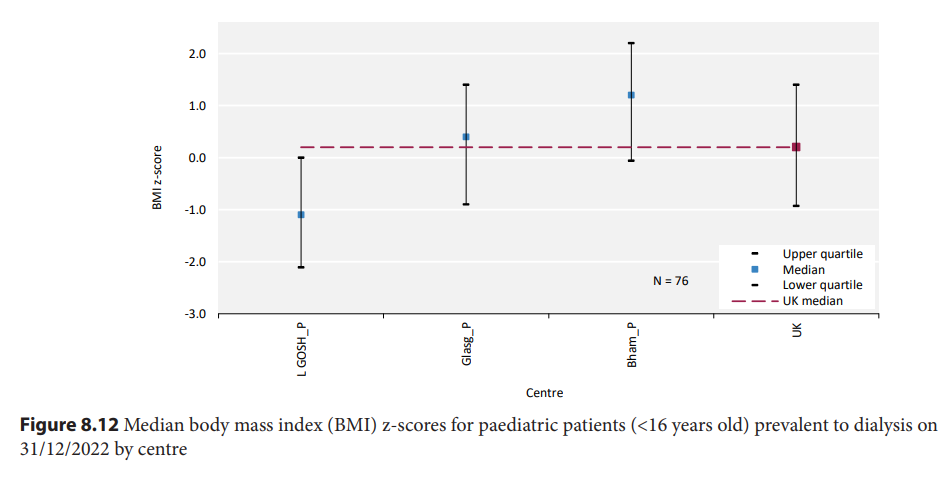 2.0
1.0
0.0
-1.0
-2.0
-3.0
BMI z-score
N = 76
Upper quartile
Median
Lower quartile
UK median
L GOSH_P
Glasg_P
Bham_P
UK
Centre
Figure 8.12 Median body mass index (BMI) z-scores for paediatric patients (<16 years old) prevalent to dialysis on
31/12/2022 by centre